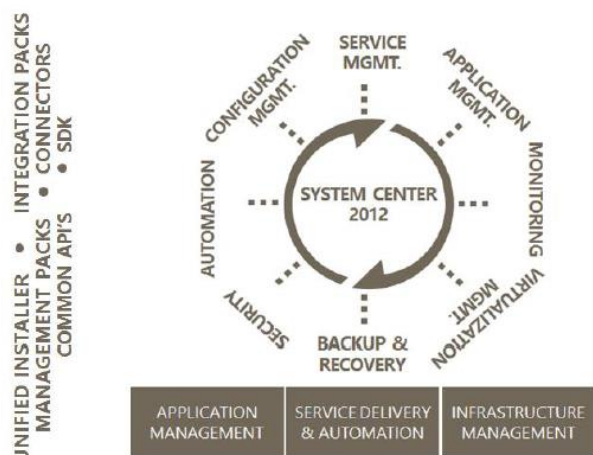 UNIFIED INSTALLER • INTEGRATION PACKS
MANAGEMENT PACKS • CONNECTORS
COMMON API'S • SDK
SERVICE
MGMT.
APPLICATION
MGMT.
MONITORING
VIRTUALIZATION
MGMT.
BACKUP &
RECOVERY
SECURITY
AUTOMATION
CONFIGURATION
MGMT.
SYSTEM CENTER
2012
APPLICATION
MANAGEMENT
SERVICE DELIVERY
& AUTOMATION
INFRASTRUCTURE
MANAGEMENT